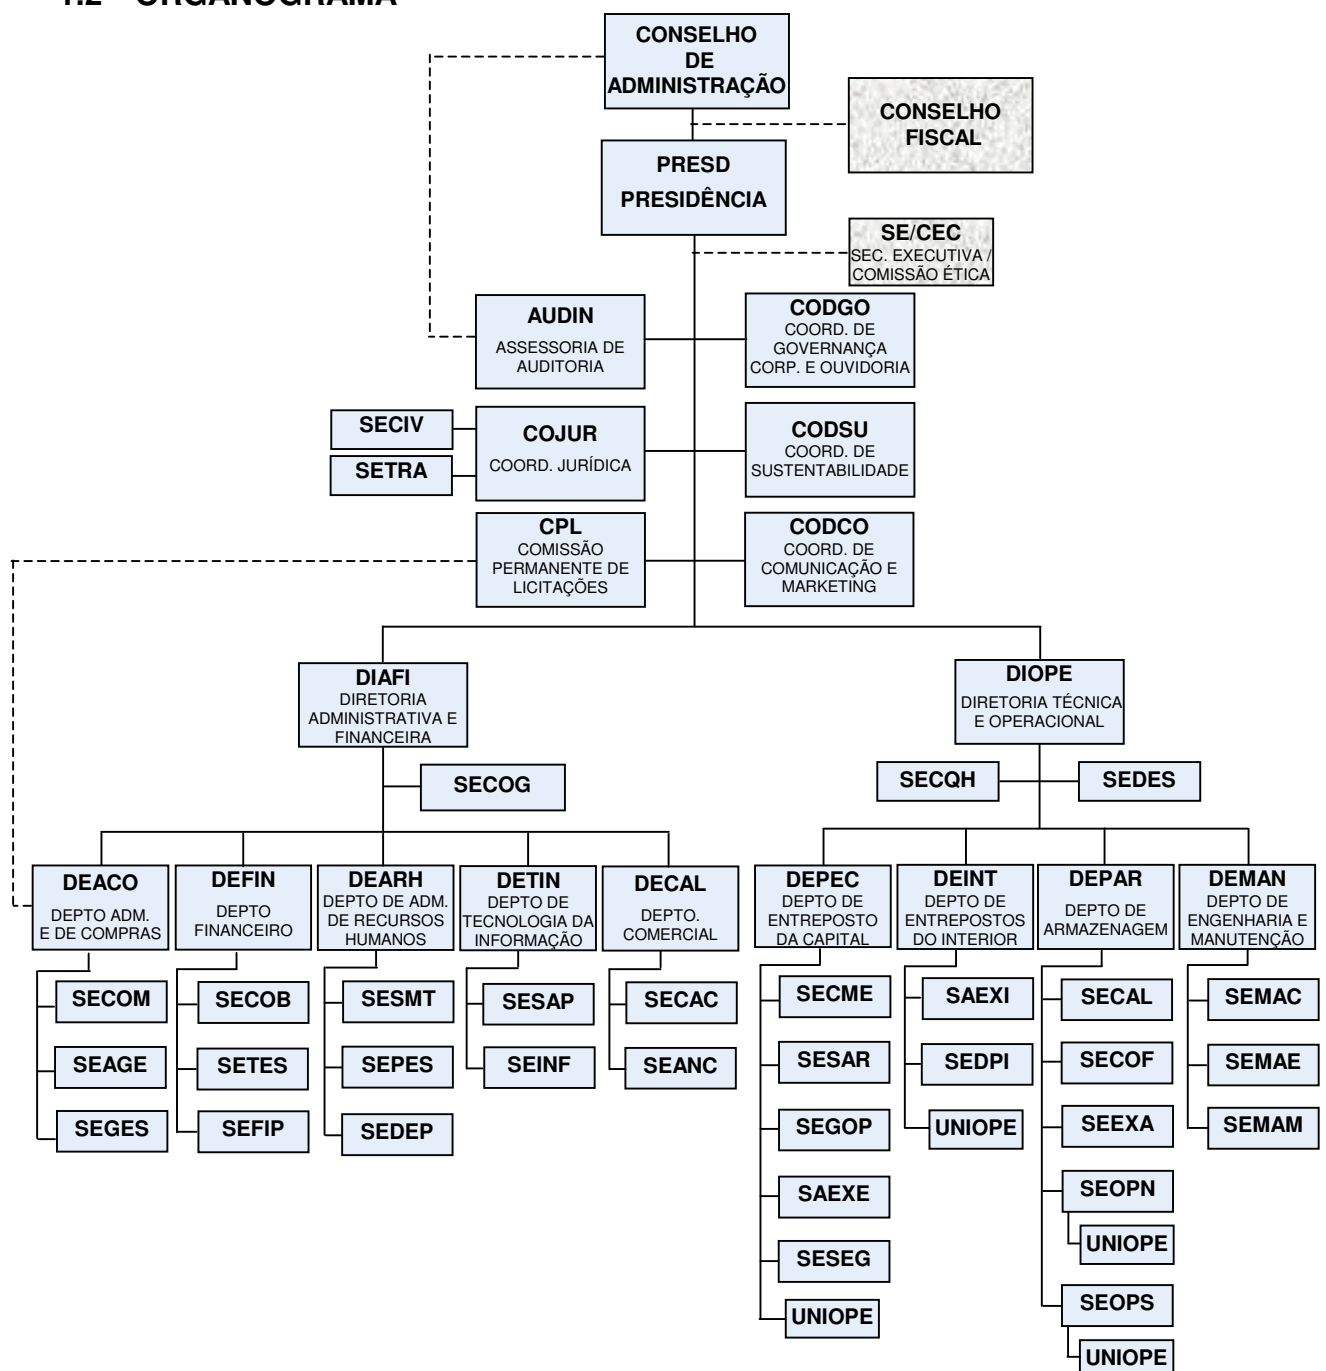 1.2 ORGANOGRAMA
CONSELHO
DE
ADMINISTRAÇÃO
CONSELHO
FISCAL
PRESD
PRESIDÊNCIA
SE/CEC
SEC. EXECUTIVA /
COMISSÃO ÉTICA
AUDIN
ASSESSORIA DE
AUDITORIA
CODGO
COORD. DE
GOVERNANÇA
CORP. E OUVIDORIA
SECIV
SETRA
COJUR
COORD. JURÍDICA
CODSU
COORD. DE
SUSTENTABILIDADE
CPL
COMISSÃO
PERMANENTE DE
LICITAÇÕES
CODCO
COORD. DE
COMUNICAÇÃO E
MARKETING
DIAFI
DIRETORIA
ADMINISTRATIVA E
FINANCEIRA
DIOPE
DIRETORIA TÉCNICA
E OPERACIONAL
SECOG
SECQH
SEDES
DEACO
DEPTO ADM.
E DE COMPRAS
DEFIN
DEPTO
FINANCEIRO
DEARH
DEPTO DE ADM.
DE RECURSOS
HUMANOS
DETIN
DEPTO DE
TECNOLOGIA DA
INFORMAÇÃO
DECAL
DEPTO.
COMERCIAL
DEPEC
DEPTO DE
ENTREPOSTO
DA CAPITAL
DEINT
DEPTO DE
ENTREPOSTOS
DO INTERIOR
DEPAR
DEPTO DE
ARMAZENAGEM
DEMAN
DEPTO DE
ENGENHARIA E
MANUTENÇÃO
SECOM
SEAGE
SEGES
SECOB
SETES
SEFIP
SESMT
SEPES
SEDEP
SESAP
SEINF
SECAC
SEANC
SECME
SESAR
SEGOP
SAEXE
SESEG
UNIOPE
SAEXI
SEDPI
UNIOPE
SECAL
SECOF
SEEXA
SEOPN
UNIOPE
SEOPS
UNIOPE
SEMAC
SEMAE
SEMAM